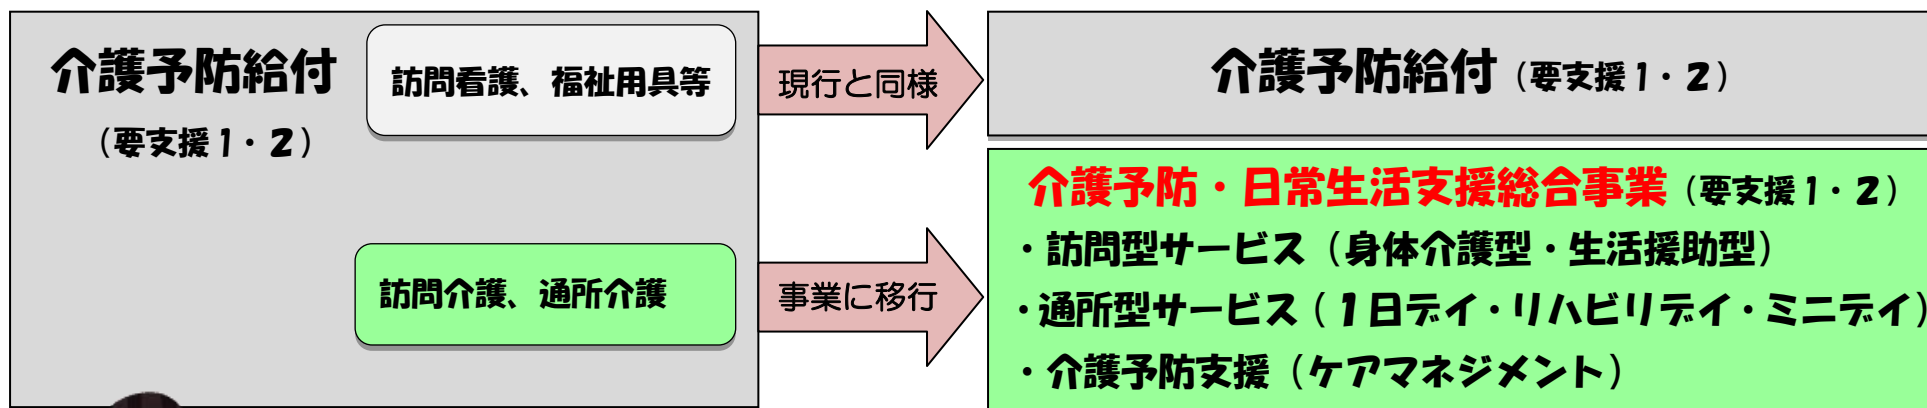 介護予防給付
（要支援１・２）
訪問看護、福祉用具等
訪問介護、通所介護
現行と同様
事業に移行
介護予防給付（要支援１・２）
介護予防・日常生活支援総合事業（要支援１・２）
・訪問型サービス（身体介護型・生活援助型）
・通所型サービス（１日デイ・リハビリデイ・ミニデイ）
・介護予防支援（ケアマネジメント）